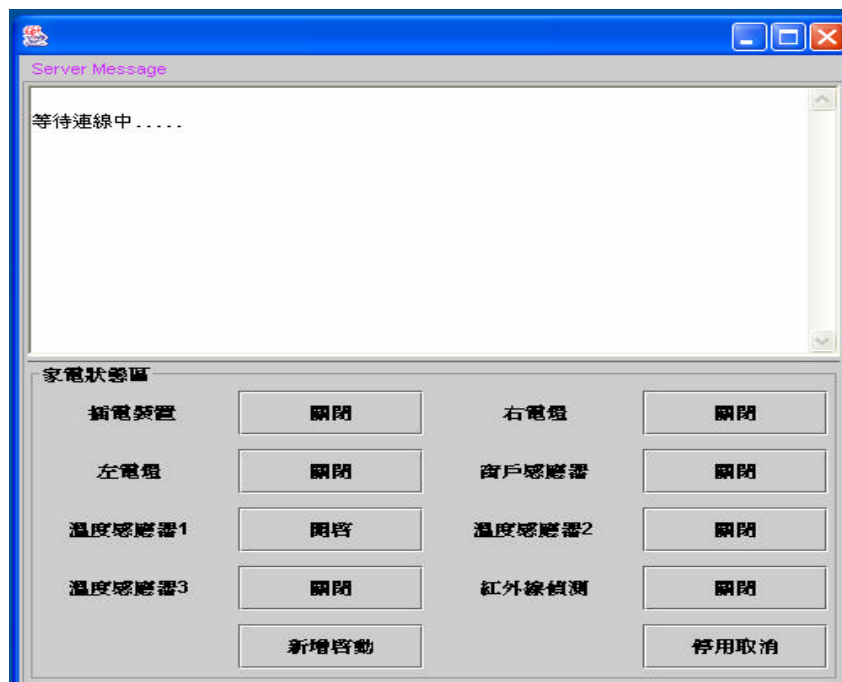 Server Message
等待連線中.....
家電狀態區
插電裝置 關閉 右電燈 關閉
左電燈 關閉 窗戶感應器 關閉
溫度感應器1 開啓 溫度感應器2 關閉
溫度感應器3 關閉 紅外線偵測 關閉
新增啓動 停用取消